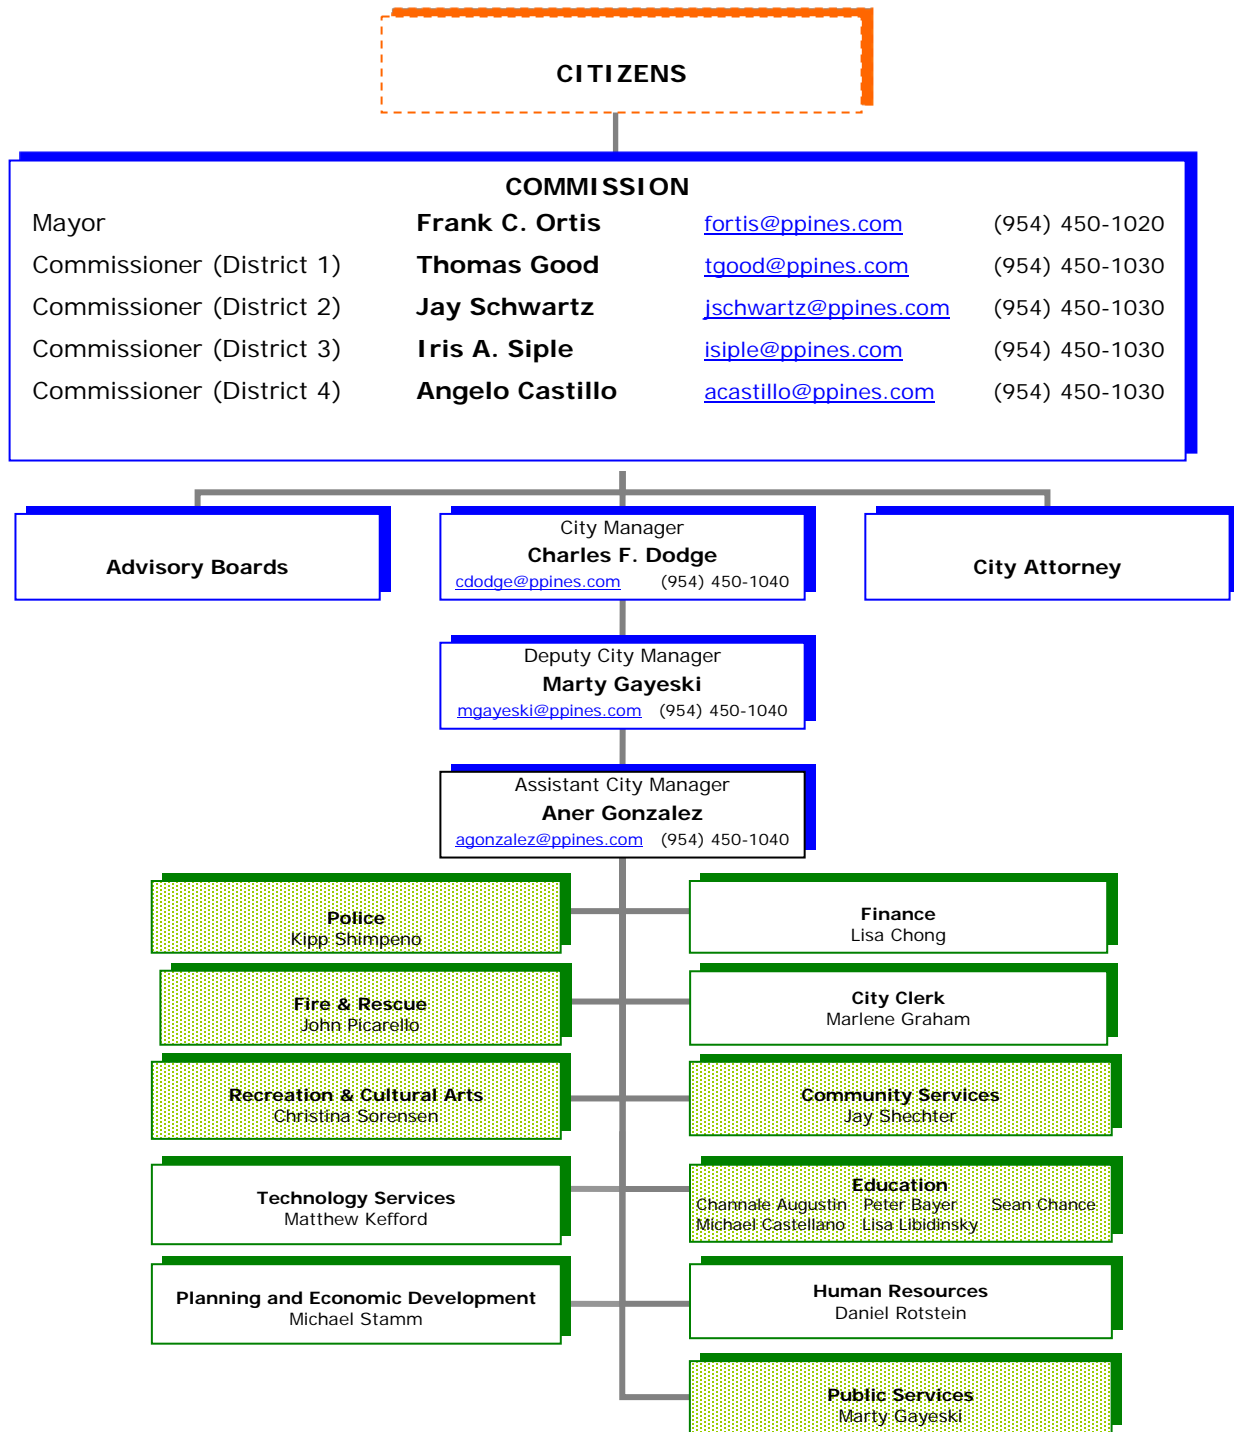 CITIZENS
COMMISSION
Mayor Frank C. Ortis fortis@ppines.com (954) 450-1020
Commissioner (District 1) Thomas Good tgood@ppines.com (954) 450-1030
Commissioner (District 2) Jay Schwartz jschwartz@ppines.com (954) 450-1030
Commissioner (District 3) Iris A. Siple isiple@ppines.com (954) 450-1030
Commissioner (District 4) Angelo Castillo acastillo@ppines.com (954) 450-1030
Advisory Boards
City Manager
Charles F. Dodge
cdodge@ppines.com (954) 450-1040
City Attorney
Deputy City Manager
Marty Gayeski
mgayeski@ppines.com (954) 450-1040
Assistant City Manager
Aner Gonzalez
agonzalez@ppines.com (954) 450-1040
Police
Kipp Shimpeno
Finance
Lisa Chong
Fire & Rescue
John Picarello
City Clerk
Marlene Graham
Recreation & Cultural Arts
Christina Sorensen
Community Services
Jay Shechter
Technology Services
Matthew Kefford
Education
Channale Augustin Peter Bayer Sean Chance
Michael Castellano Lisa Libidinsky
Planning and Economic Development
Michael Stamm
Human Resources
Daniel Rotstein
Public Services
Marty Gayeski